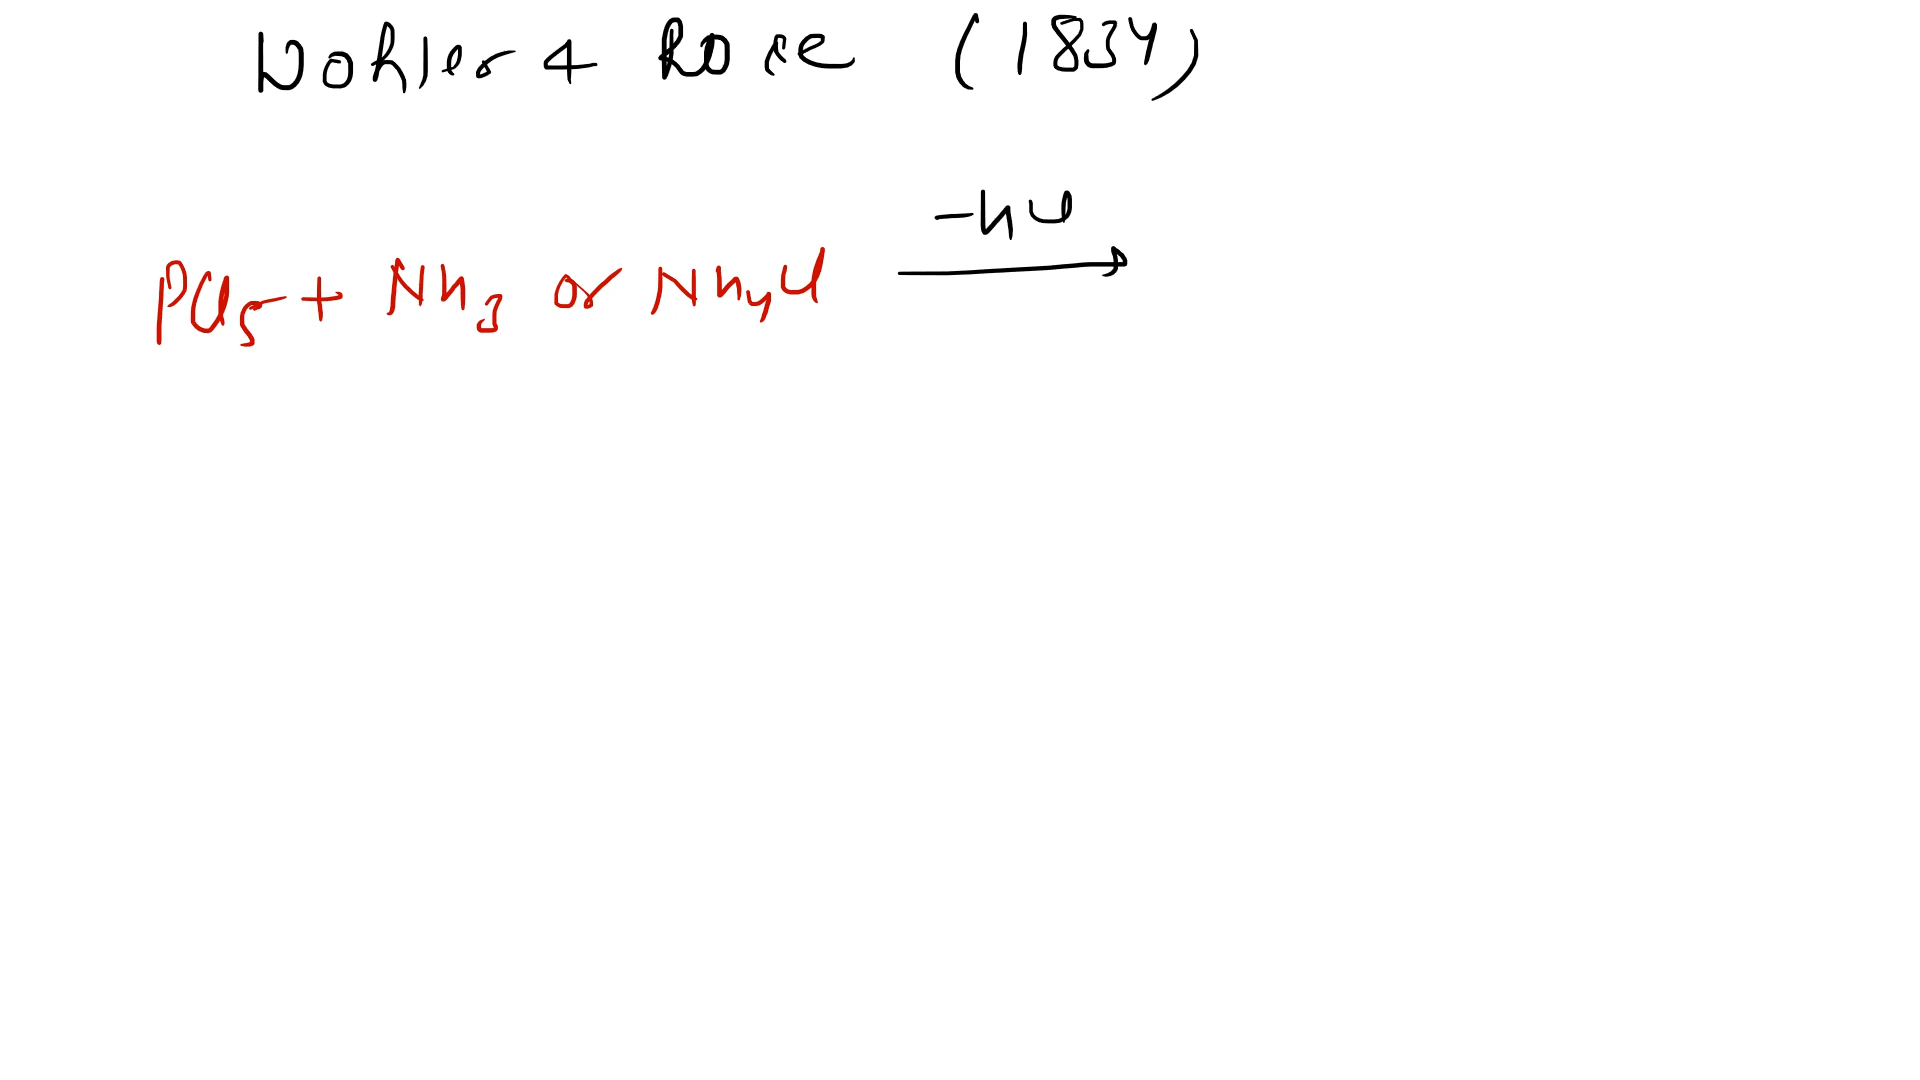 Wohler & Rose (1834)
-HCl
PCl5 + NH3 or NH4Cl →